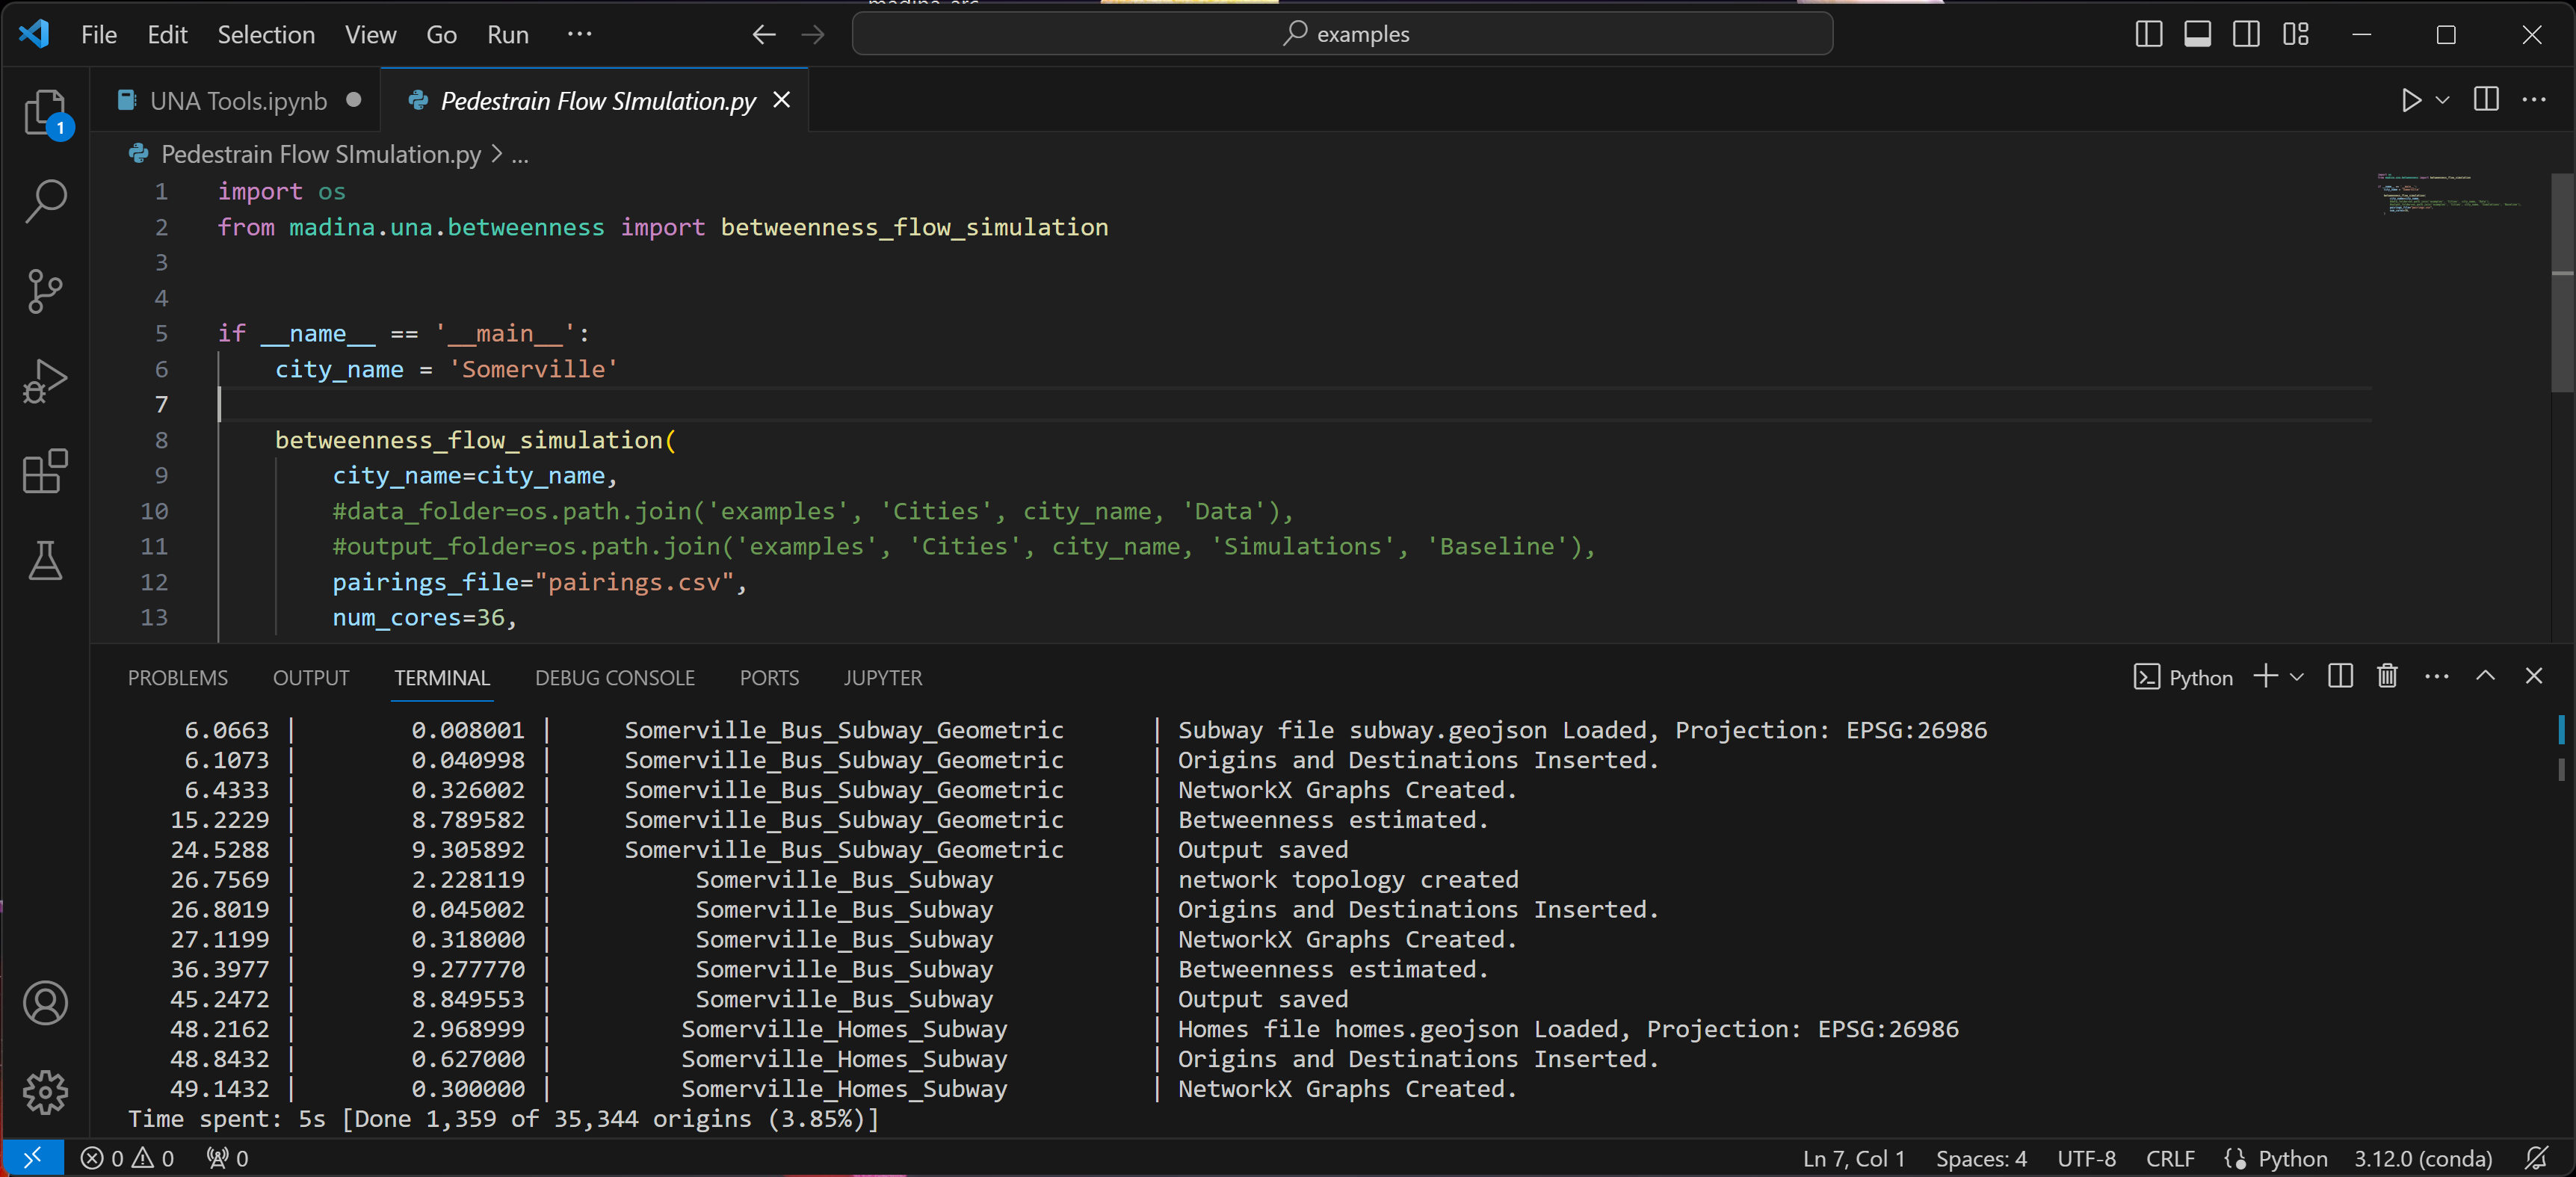 File Edit Selection View Go Run ... examples
UNA Tools.ipynb Pedestrain Flow SImulation.py
1
Pedestrain Flow SImulation.py > ...
1 import os
2 from madina.una.betweenness import betweenness_flow_simulation
3
4
5 if __name__ == '__main__':
6 city_name = 'Somerville'
7
8 betweenness_flow_simulation(
9 city_name=city_name,
10 #data_folder=os.path.join('examples', 'Cities', city_name, 'Data'),
11 #output_folder=os.path.join('examples', 'Cities', city_name, 'Simulations', 'Baseline'),
12 pairings_file="pairings.csv",
13 num_cores=36,
PROBLEMS OUTPUT TERMINAL DEBUG CONSOLE PORTS JUPYTER Python
6.0663 | 0.008001 | Somerville_Bus_Subway_Geometric | Subway file subway.geojson Loaded, Projection: EPSG:26986
6.1073 | 0.040998 | Somerville_Bus_Subway_Geometric | Origins and Destinations Inserted.
6.4333 | 0.326002 | Somerville_Bus_Subway_Geometric | NetworkX Graphs Created.
15.2229 | 8.789582 | Somerville_Bus_Subway_Geometric | Betweenness estimated.
24.5288 | 9.305892 | Somerville_Bus_Subway_Geometric | Output saved
26.7569 | 2.228119 | Somerville_Bus_Subway | network topology created
26.8019 | 0.045002 | Somerville_Bus_Subway | Origins and Destinations Inserted.
27.1199 | 0.318000 | Somerville_Bus_Subway | NetworkX Graphs Created.
36.3977 | 9.277770 | Somerville_Bus_Subway | Betweenness estimated.
45.2472 | 8.849553 | Somerville_Bus_Subway | Output saved
48.2162 | 2.968999 | Somerville_Homes_Subway | Homes file homes.geojson Loaded, Projection: EPSG:26986
48.8432 | 0.627000 | Somerville_Homes_Subway | Origins and Destinations Inserted.
49.1432 | 0.300000 | Somerville_Homes_Subway | NetworkX Graphs Created.
Time spent: 5s [Done 1,359 of 35,344 origins (3.85%)]
0 0 0 Ln 7, Col 1 Spaces: 4 UTF-8 CRLF Python 3.12.0 (conda)